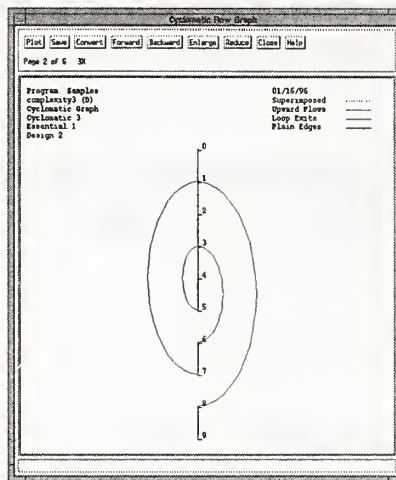 Cyclomatic Flow Graph
Plot Save Convert Forward Backward Enlarge Reduce Close Help
Page 2 of 6 3X
Program Samples
complexity3 (D)
Cyclomatic Graph
Cyclomatic 3
Essential 1
Design 2
01/16/96
Superimposed
Upward Flows
Loop Exits
Plain Edges
0
1
2
3
4
5
6
7
8
9